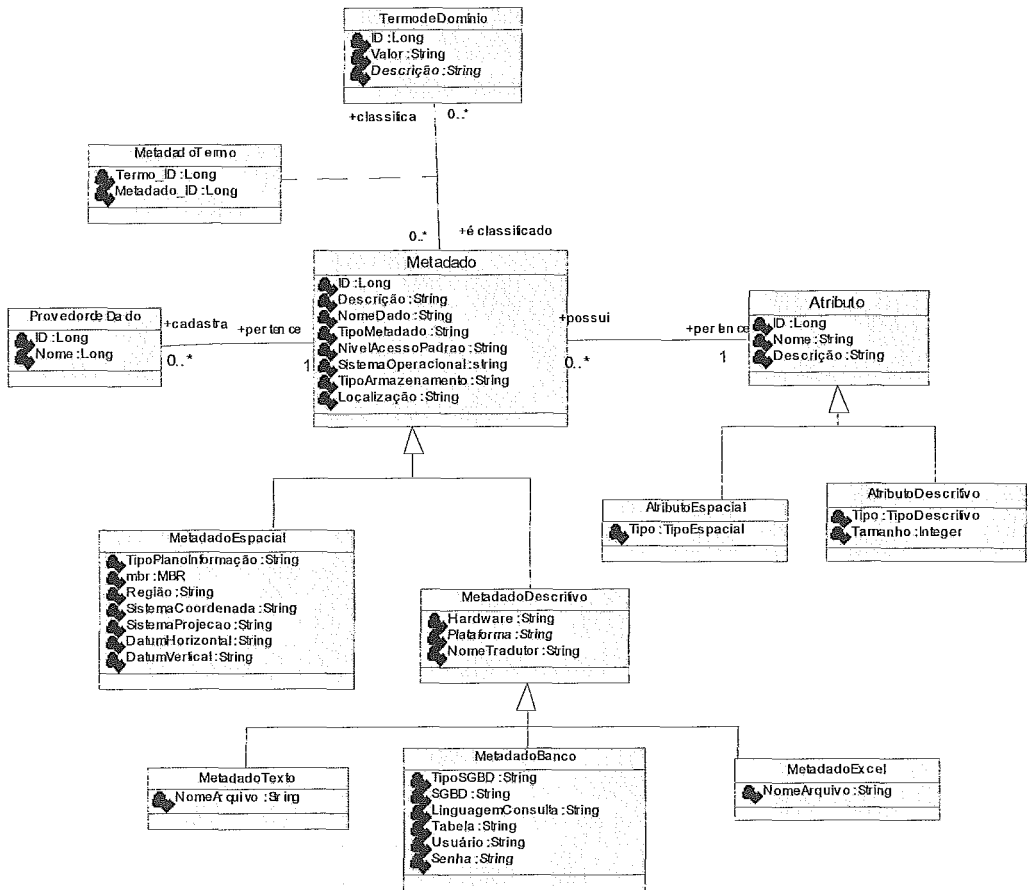 TermodeDomínio
ID :Long
Valor :String
Descrição :String
+classifica
0..*
MetadadoTermo
Termo_ID :Long
Metadado_ID :Long
0..*
+é classificado
Metadado
ID :Long
Descrição :String
NomeDado :String
TipoMetadado :String
NivelAcessoPadrao :String
SistemaOperacional :string
TipoArmazenamento :string
Localização :String
ProvedordeDado
ID :Long
Nome :Long
+cadastra
+pertence
0..*
1
+possui
+pertence
0..*
1
Atributo
ID :Long
Nome :String
Descrição :String
AtributoEspacial
Tipo :TipoEspacial
AtributoDescritivo
Tipo :TipoDescritivo
Tamanho :Integer
MetadadoEspacial
TipoPlanoInformação :String
mbr :MBR
Região :String
SistemaCoordenada :String
SistemaProjecao :String
DatumHorizontal :String
DatumVertical :String
MetadadoDescritivo
Hardware :String
Plataforma :String
NomeTradutor :String
MetadadoTexto
NomeArquivo :String
MetadadoBanco
TipoSGBD :String
SGBD :String
LinguagemConsulta :String
Tabela :String
Usuário :String
Senha :String
MetadadoExcel
NomeArquivo :String